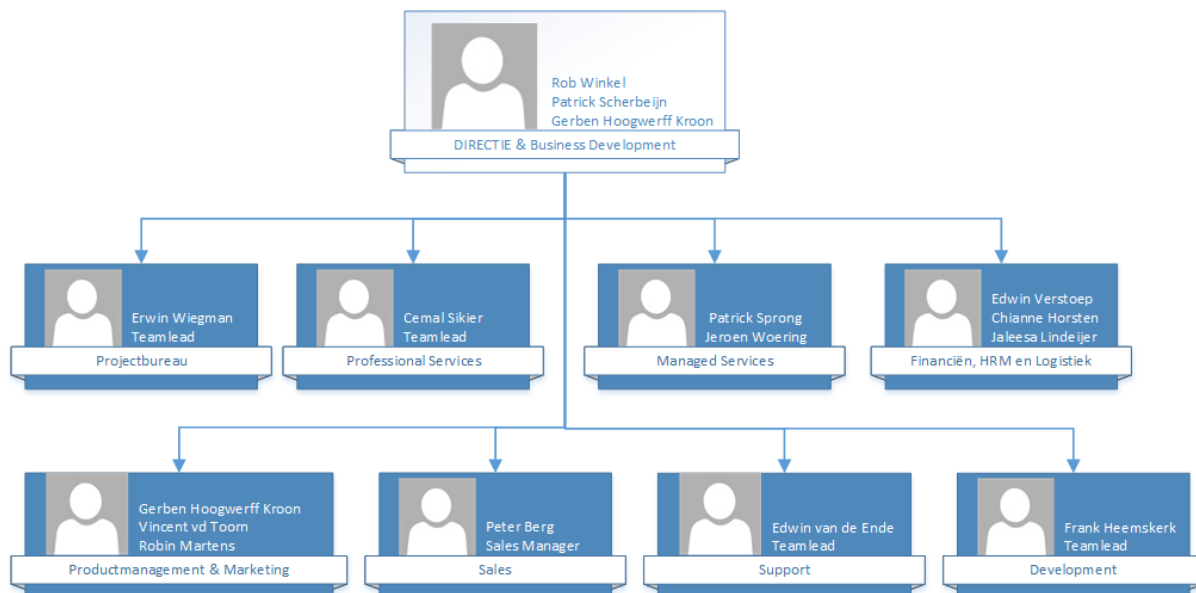 Rob Winkel
Patrick Scherbeijn
Gerben Hoogwerff Kroon
DIRECTIE & Business Development
Erwin Wiegman
Teamlead
Projectbureau
Cemal Sikier
Teamlead
Professional Services
Patrick Sprong
Jeroen Woering
Managed Services
Edwin Verstoep
Chianne Horsten
Jaleesa Lindeijer
Financiën, HRM en Logistiek
Gerben Hoogwerff Kroon
Vincent vd Toorn
Robin Martens
Productmanagement & Marketing
Peter Berg
Sales Manager
Sales
Edwin van de Ende
Teamlead
Support
Frank Heemskerk
Teamlead
Development